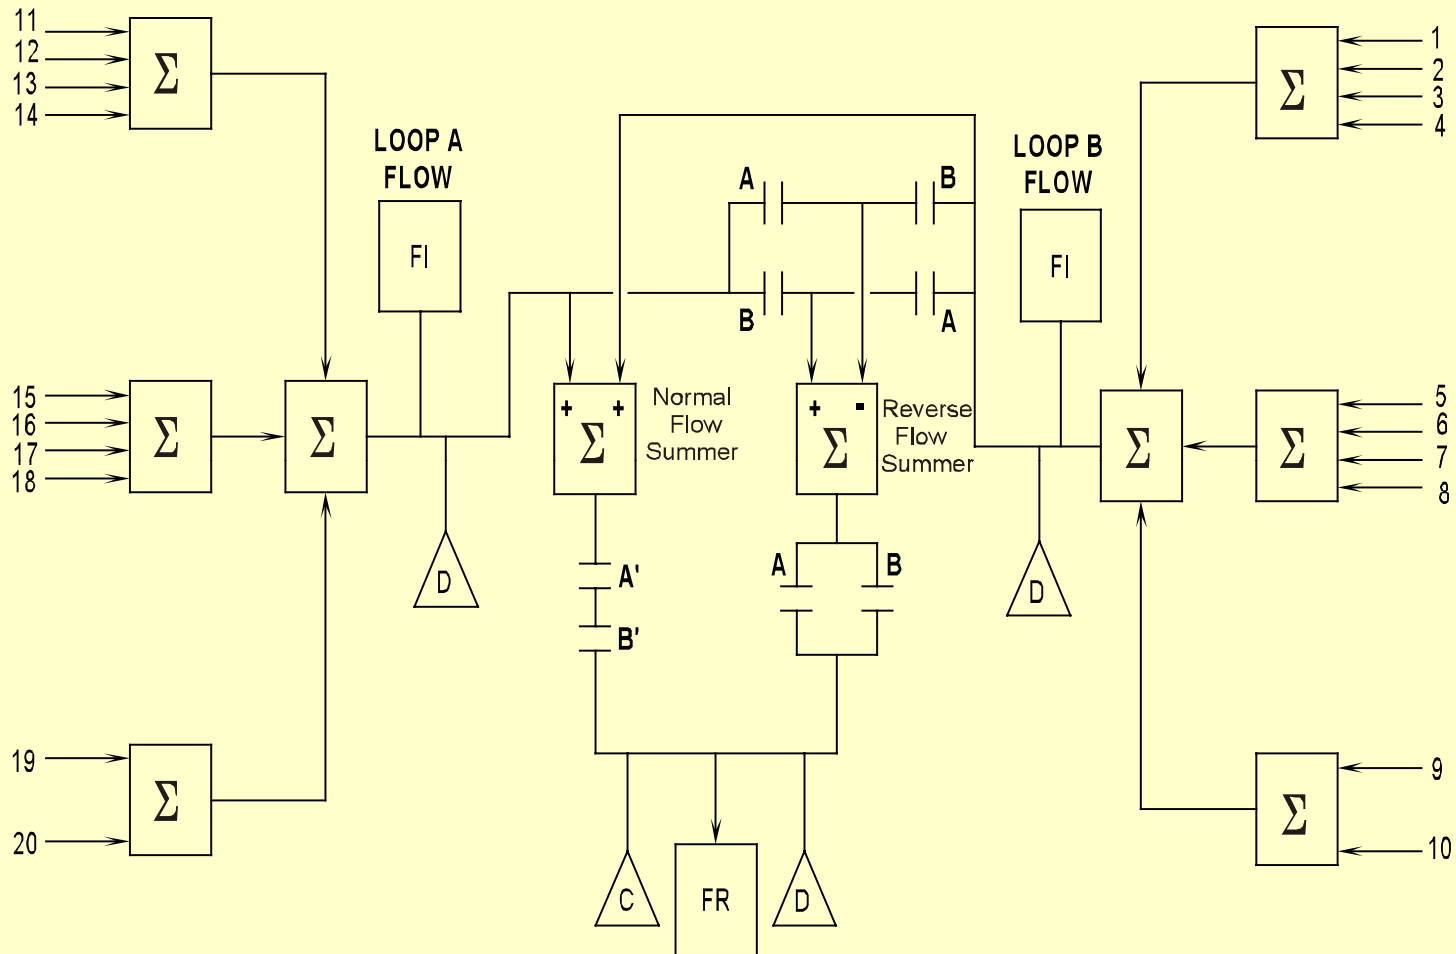 11
12
13
14
Σ
LOOP A
FLOW
FI
15
16
17
18
Σ
Σ
D
19
20
Σ
A
B
B
A
+
+
Σ
Normal
Flow
Summer
+
-
Σ
Reverse
Flow
Summer
A'
B'
A
B
C
FR
D
LOOP B
FLOW
FI
D
Σ
1
2
3
4
Σ
5
6
7
8
Σ
9
10
Σ